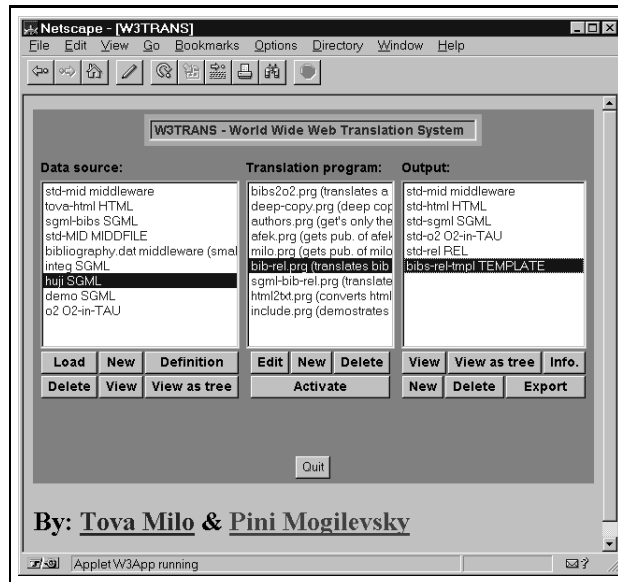 Netscape - [W3TRANS]
File Edit View Go Bookmarks Options Directory Window Help
W3TRANS - World Wide Web Translation System
Data source:
std-mid middleware
tova-html HTML
sgml-bibs SGML
std-MID MIDDFILE
bibliography.dat middleware (smal
integ SGML
huji SGML
demo SGML
o2 O2-in-TAU
Load New Definition
Delete View View as tree
Translation program:
bibs2o2.prg (translates a
deep-copy.prg (deep cop
authors.prg (get's only the
afek.prg (gets pub. of afek
milo.prg (gets pub. of milo
bib-rel.prg (translates bib
sgml-bib-rel.prg (translate
html2txt.prg (converts html
include.prg (demostrates
Edit New Delete
Activate
Output:
std-mid middleware
std-html HTML
std-sgml SGML
std-o2 O2-in-TAU
std-rel REL
bibs-rel-tmpl TEMPLATE
View View as tree Info.
New Delete Export
Quit
By: Tova Milo & Pini Mogilevsky
Applet W3App running